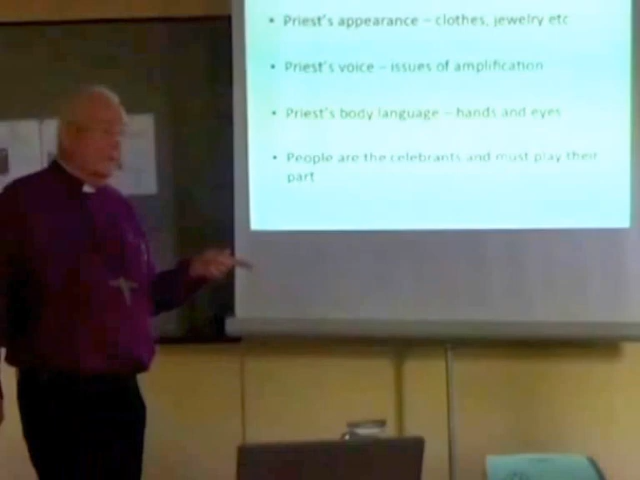 • Priest's appearance – clothes, jewelry etc
• Priest's voice – issues of amplification
• Priest's body language – hands and eyes
• People are the celebrants and must play their
part